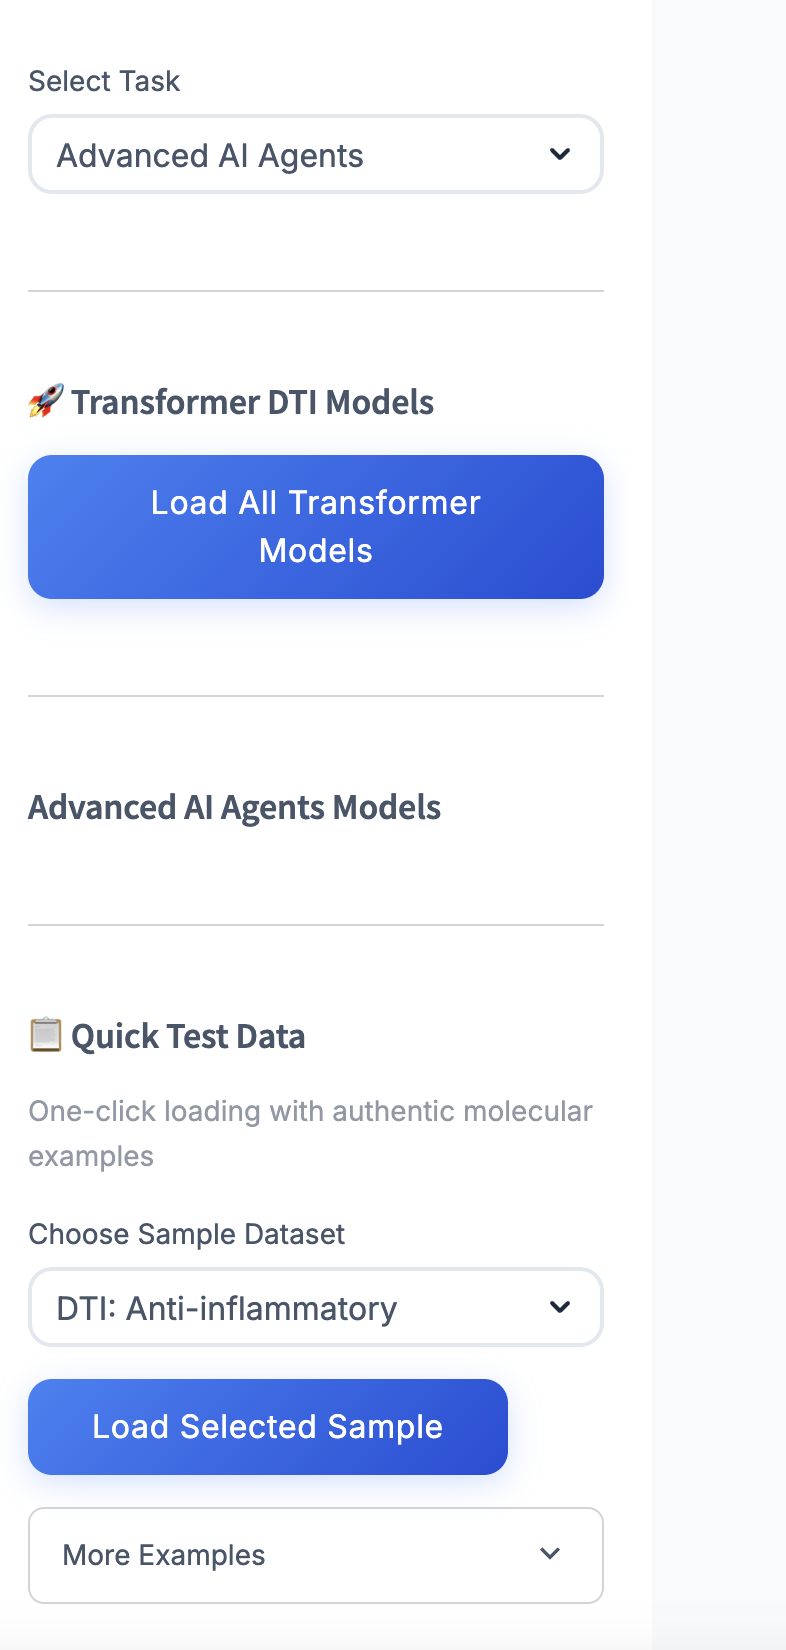 Select Task
Advanced AI Agents
🚀 Transformer DTI Models
Load All Transformer
Models
Advanced AI Agents Models
📋 Quick Test Data
One-click loading with authentic molecular
examples
Choose Sample Dataset
DTI: Anti-inflammatory
Load Selected Sample
More Examples